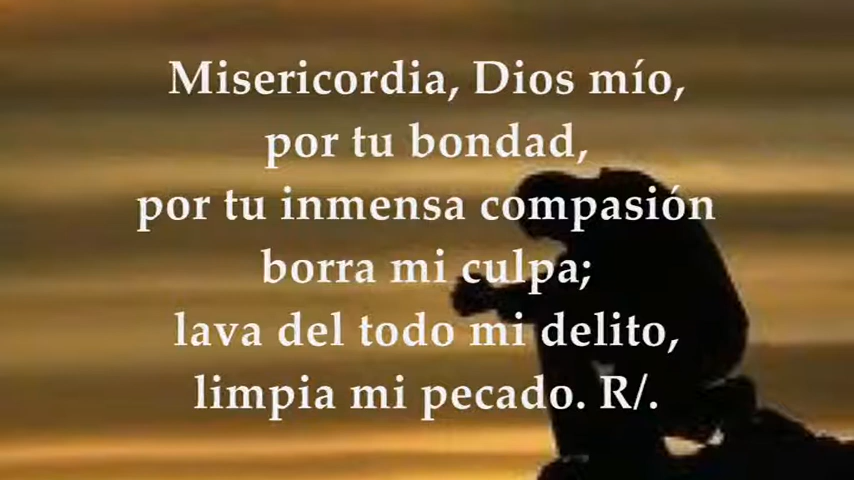 Misericordia, Dios mío,
por tu bondad,
por tu inmensa compasión
borra mi culpa;
lava del todo mi delito,
limpia mi pecado. R/.